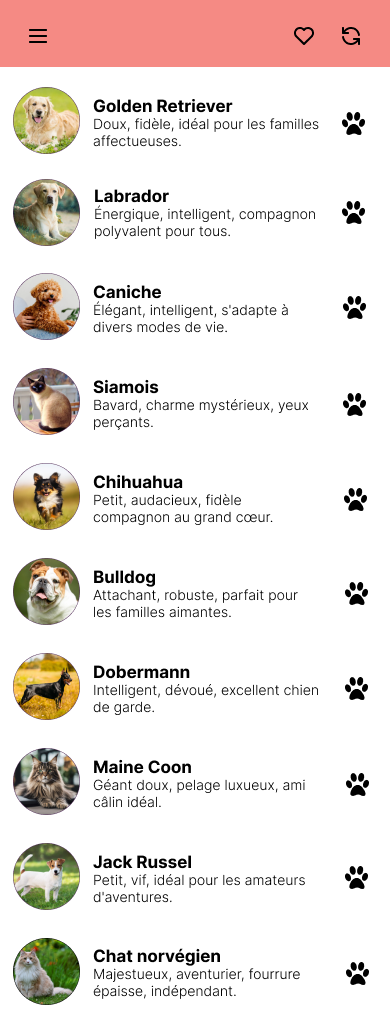 Golden Retriever
Doux, fidèle, idéal pour les familles
affectueuses.
Labrador
Énergique, intelligent, compagnon
polyvalent pour tous.
Caniche
Élégant, intelligent, s'adapte à
divers modes de vie.
Siamois
Bavard, charme mystérieux, yeux
perçants.
Chihuahua
Petit, audacieux, fidèle
compagnon au grand cœur.
Bulldog
Attachant, robuste, parfait pour
les familles aimantes.
Dobermann
Intelligent, dévoué, excellent chien
de garde.
Maine Coon
Géant doux, pelage luxueux, ami
câlin idéal.
Jack Russel
Petit, vif, idéal pour les amateurs
d'aventures.
Chat norvégien
Majestueux, aventurier, fourrure
épaisse, indépendant.